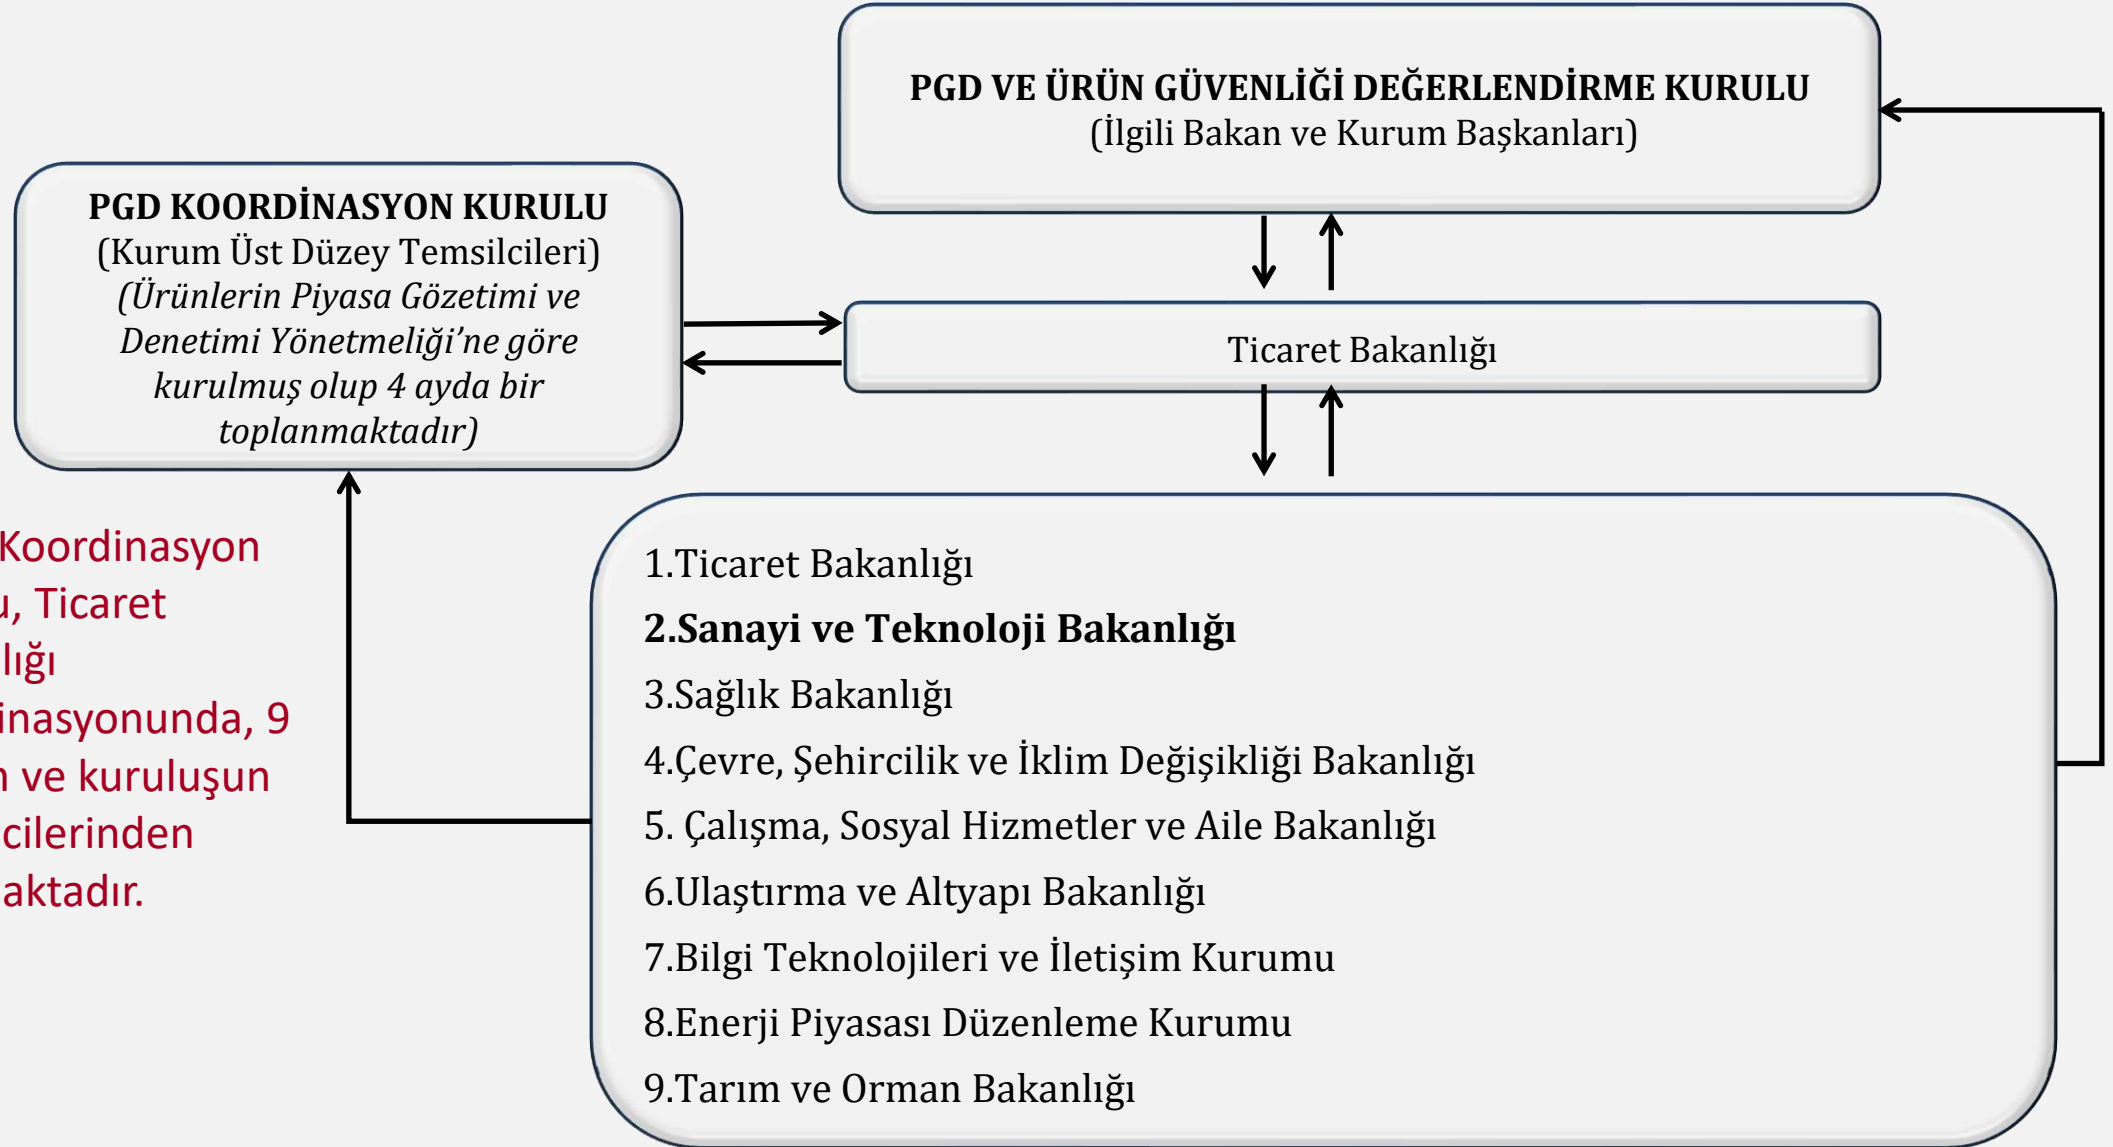 PGD VE ÜRÜN GÜVENLİĞİ DEĞERLENDİRME KURULU
(İlgili Bakan ve Kurum Başkanları)
PGD KOORDİNASYON KURULU
(Kurum Üst Düzey Temsilcileri)
(Ürünlerin Piyasa Gözetimi ve
Denetimi Yönetmeliği’ne göre
kurulmuş olup 4 ayda bir
toplanmaktadır)
Ticaret Bakanlığı
Koordinasyon
, Ticaret
9
ve kuruluşun
1.Ticaret Bakanlığı
2.Sanayi ve Teknoloji Bakanlığı
3.Sağlık Bakanlığı
4.Çevre, Şehircilik ve İklim Değişikliği Bakanlığı
5. Çalışma, Sosyal Hizmetler ve Aile Bakanlığı
6.Ulaştırma ve Altyapı Bakanlığı
7.Bilgi Teknolojileri ve İletişim Kurumu
8.Enerji Piyasası Düzenleme Kurumu
9.Tarım ve Orman Bakanlığı